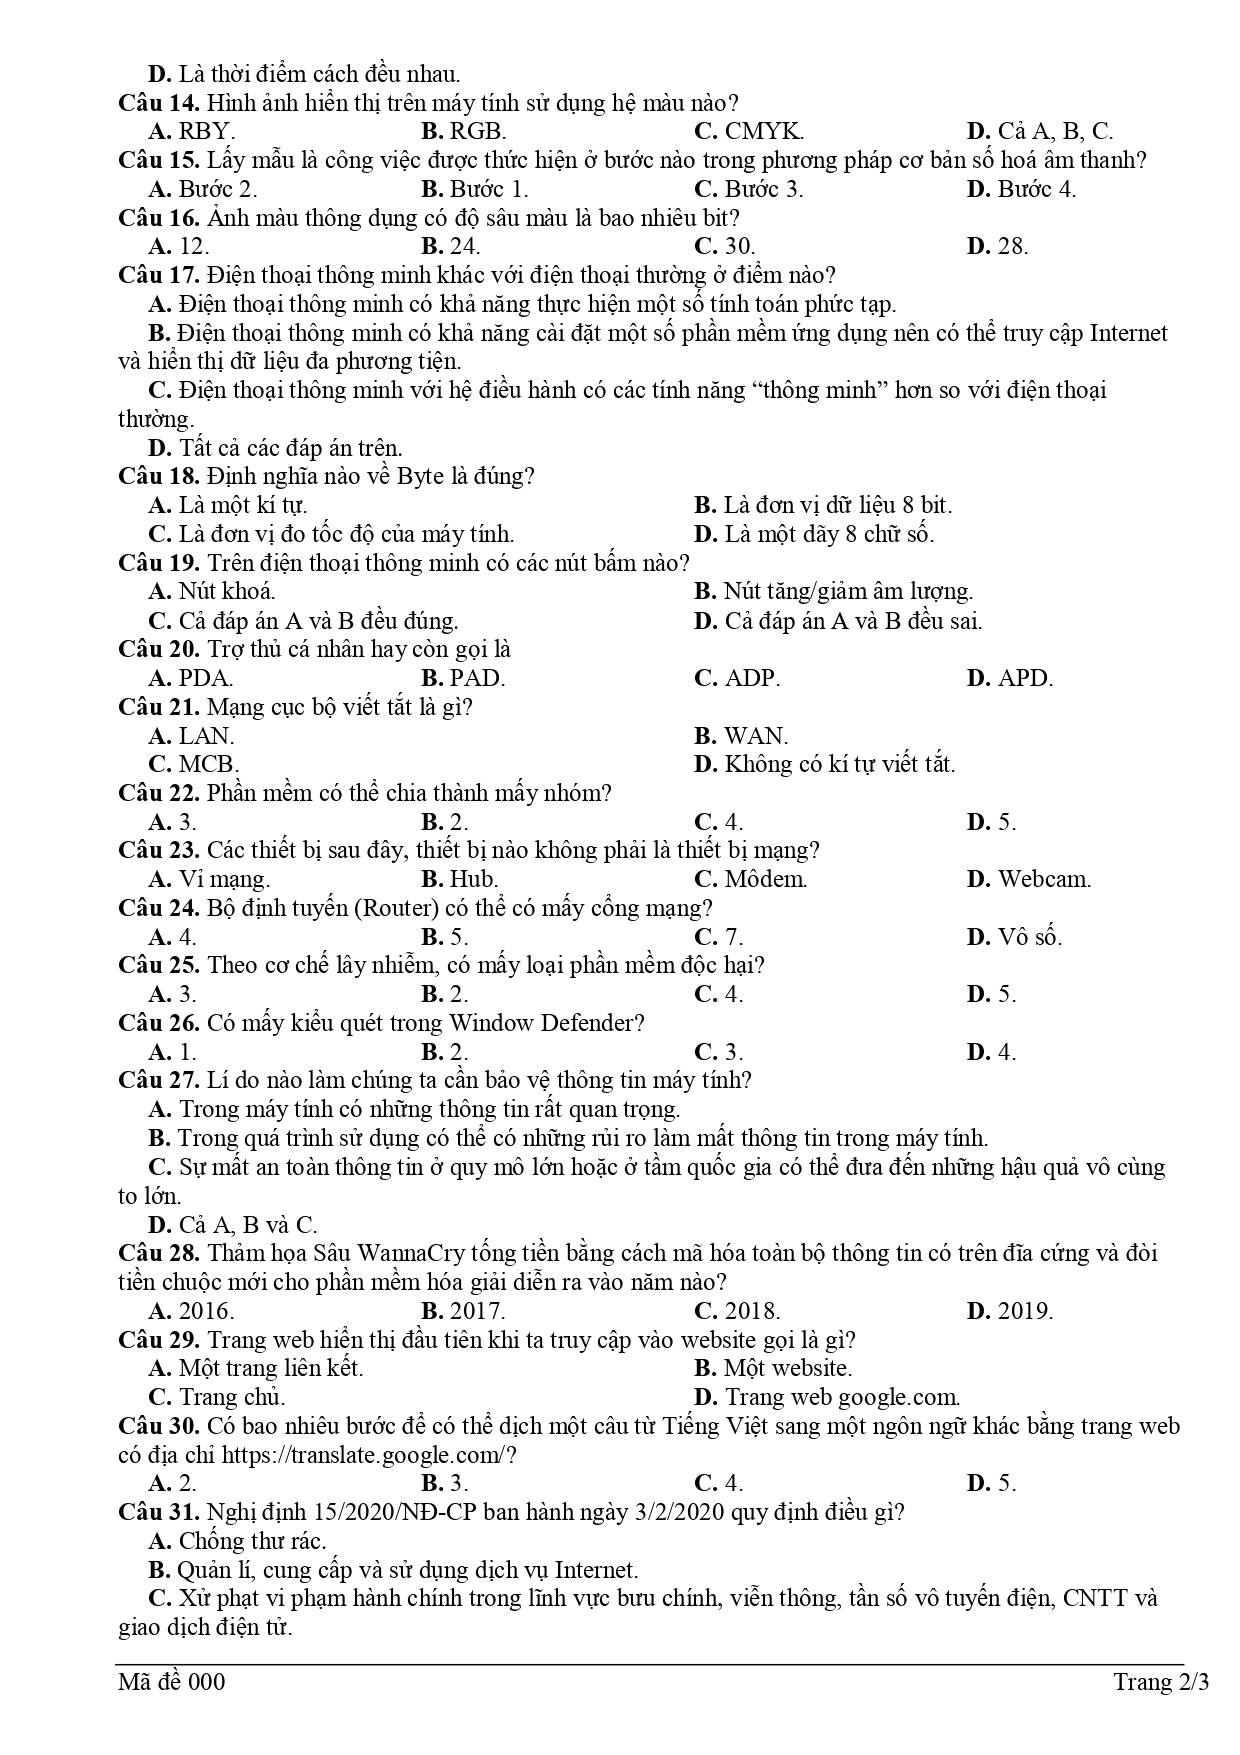 D. Là thời điểm cách đều nhau.
Câu 14. Hình ảnh hiển thị trên máy tính sử dụng hệ màu nào?
A. RBY. B. RGB. C. CMYK. D. Cả A, B, C.
Câu 15. Lấy mẫu là công việc được thực hiện ở bước nào trong phương pháp cơ bản số hoá âm thanh?
A. Bước 2. B. Bước 1. C. Bước 3. D. Bước 4.
Câu 16. Ảnh màu thông dụng có độ sâu màu là bao nhiêu bit?
A. 12. B. 24. C. 30. D. 28.
Câu 17. Điện thoại thông minh khác với điện thoại thường ở điểm nào?
A. Điện thoại thông minh có khả năng thực hiện một số tính toán phức tạp.
B. Điện thoại thông minh có khả năng cài đặt một số phần mềm ứng dụng nên có thể truy cập Internet
và hiển thị dữ liệu đa phương tiện.
C. Điện thoại thông minh với hệ điều hành có các tính năng “thông minh” hơn so với điện thoại
thường.
D. Tất cả các đáp án trên.
Câu 18. Định nghĩa nào về Byte là đúng?
A. Là một kí tự. B. Là đơn vị dữ liệu 8 bit.
C. Là đơn vị đo tốc độ của máy tính. D. Là một dãy 8 chữ số.
Câu 19. Trên điện thoại thông minh có các nút bấm nào?
A. Nút khoá. B. Nút tăng/giảm âm lượng.
C. Cả đáp án A và B đều đúng. D. Cả đáp án A và B đều sai.
Câu 20. Trợ thủ cá nhân hay còn gọi là
A. PDA. B. PAD. C. ADP. D. APD.
Câu 21. Mạng cục bộ viết tắt là gì?
A. LAN. B. WAN.
C. MCB. D. Không có kí tự viết tắt.
Câu 22. Phần mềm có thể chia thành mấy nhóm?
A. 3. B. 2. C. 4. D. 5.
Câu 23. Các thiết bị sau đây, thiết bị nào không phải là thiết bị mạng?
A. Vỉ mạng. B. Hub. C. Môdem. D. Webcam.
Câu 24. Bộ định tuyến (Router) có thể có mấy cổng mạng?
A. 4. B. 5. C. 7. D. Vô số.
Câu 25. Theo cơ chế lây nhiễm, có mấy loại phần mềm độc hại?
A. 3. B. 2. C. 4. D. 5.
Câu 26. Có mấy kiểu quét trong Window Defender?
A. 1. B. 2. C. 3. D. 4.
Câu 27. Lí do nào làm chúng ta cần bảo vệ thông tin máy tính?
A. Trong máy tính có những thông tin rất quan trọng.
B. Trong quá trình sử dụng có thể có những rủi ro làm mất thông tin trong máy tính.
C. Sự mất an toàn thông tin ở quy mô lớn hoặc ở tầm quốc gia có thể đưa đến những hậu quả vô cùng
to lớn.
D. Cả A, B và C.
Câu 28. Thảm họa Sâu WannaCry tống tiền bằng cách mã hóa toàn bộ thông tin có trên đĩa cứng và đòi
tiền chuộc mới cho phần mềm hóa giải diễn ra vào năm nào?
A. 2016. B. 2017. C. 2018. D. 2019.
Câu 29. Trang web hiển thị đầu tiên khi ta truy cập vào website gọi là gì?
A. Một trang liên kết. B. Một website.
C. Trang chủ. D. Trang web google.com.
Câu 30. Có bao nhiêu bước để có thể dịch một câu từ Tiếng Việt sang một ngôn ngữ khác bằng trang web
có địa chỉ https://translate.google.com/?
A. 2. B. 3. C. 4. D. 5.
Câu 31. Nghị định 15/2020/NĐ-CP ban hành ngày 3/2/2020 quy định điều gì?
A. Chống thư rác.
B. Quản lí, cung cấp và sử dụng dịch vụ Internet.
C. Xử phạt vi phạm hành chính trong lĩnh vực bưu chính, viễn thông, tần số vô tuyến điện, CNTT và
giao dịch điện tử.
Mã đề 000 Trang 2/3